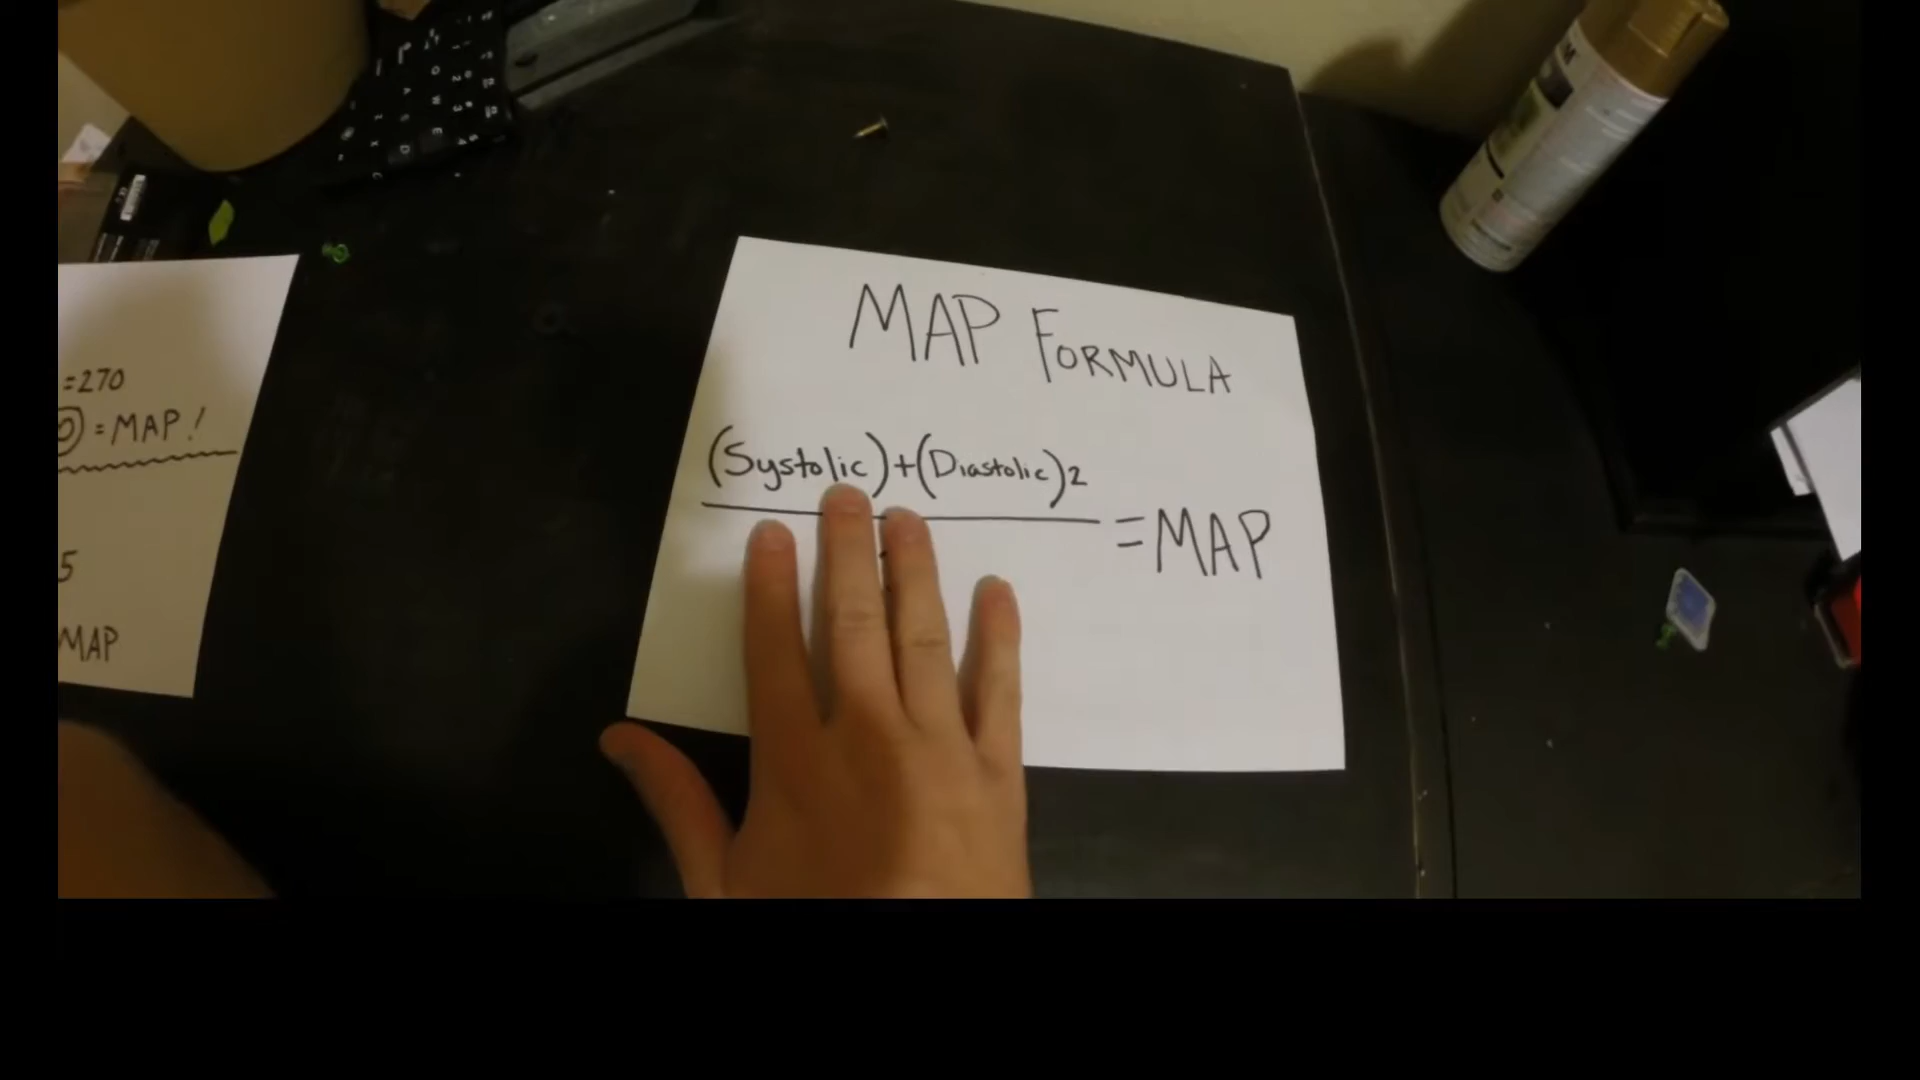 =270
= MAP!
5
MAP
MAP FORMULA
(Systolic)+(Diastolic)2
=MAP